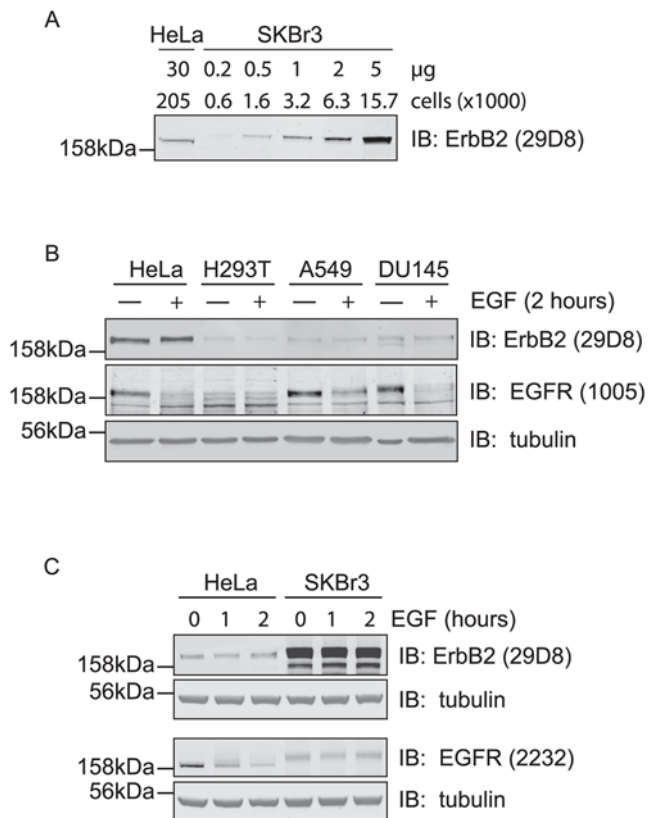 A
HeLa SKBr3
30 0.2 0.5 1 2 5 μg
205 0.6 1.6 3.2 6.3 15.7 cells (x1000)
158kDa IB: ErbB2 (29D8)
B
HeLa H293T A549 DU145
— + — + — + — + EGF (2 hours)
158kDa IB: ErbB2 (29D8)
158kDa IB: EGFR (1005)
56kDa IB: tubulin
C
HeLa SKBr3
0 1 2 0 1 2 EGF (hours)
158kDa IB: ErbB2 (29D8)
56kDa IB: tubulin
158kDa IB: EGFR (2232)
56kDa IB: tubulin